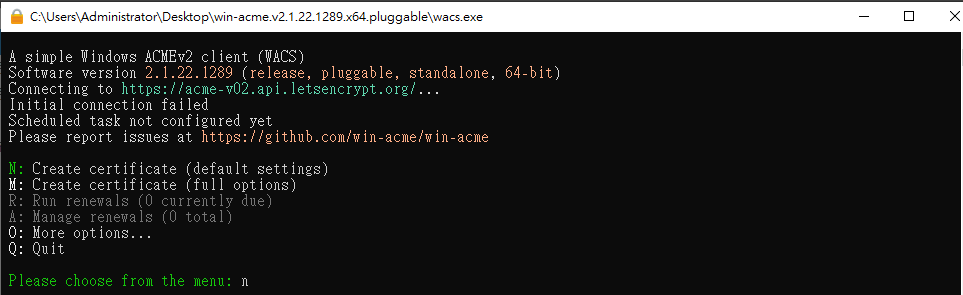 C:\Users\Administrator\Desktop\win-acme.v2.1.22.1289.x64.pluggable\wacs.exe
A simple Windows ACMEv2 client (WACS)
Software version 2.1.22.1289 (release, pluggable, standalone, 64-bit)
Connecting to https://acme-v02.api.letsencrypt.org/...
Initial connection failed
Scheduled task not configured yet
Please report issues at https://github.com/win-acme/win-acme
N: Create certificate (default settings)
M: Create certificate (full options)
R: Run renewals (0 currently due)
A: Manage renewals (0 total)
O: More options...
Q: Quit
Please choose from the menu: n